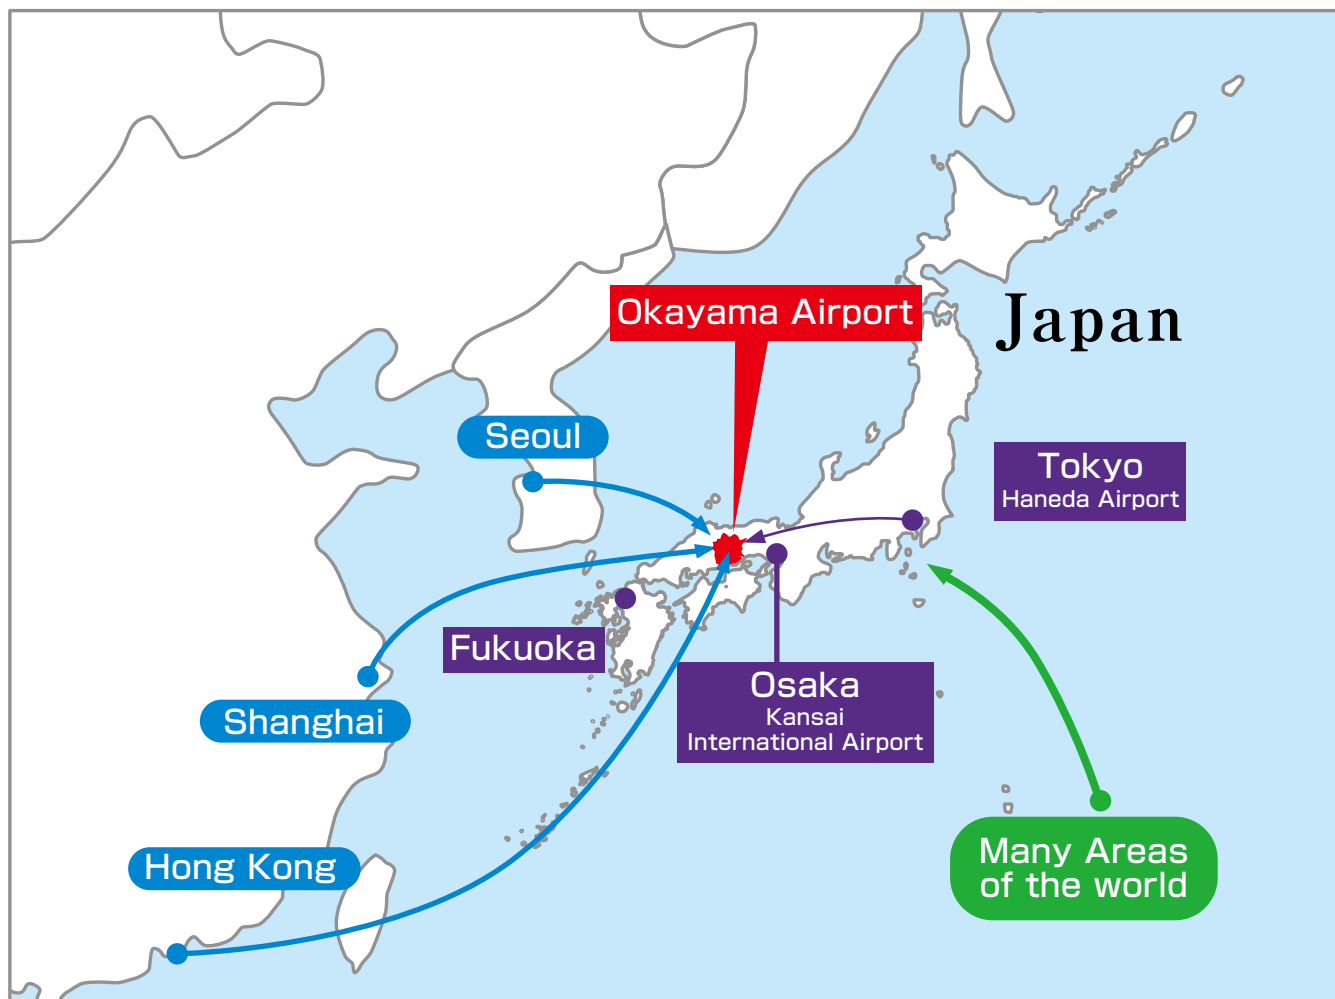 Okayama Airport
Japan
Seoul
Tokyo
Haneda Airport
Fukuoka
Osaka
Kansai
International Airport
Shanghai
Hong Kong
Many Areas
of the world